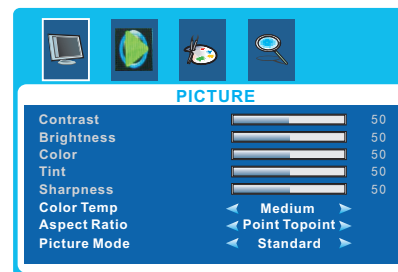 PICTURE
Contrast 50
Brightness 50
Color 50
Tint 50
Sharpness 50
Color Temp Medium
Aspect Ratio Point Topoint
Picture Mode Standard